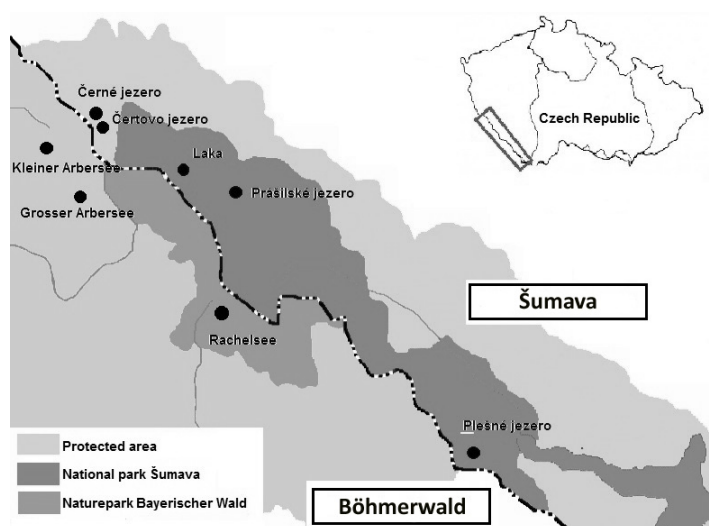 Černé jezero
Čertovo jezero
Czech Republic
Laka
Kleiner Arbersee
Prášilské jezero
Grosser Arbersee
Šumava
Rachelsee
Plešné jezero
Protected area
National park Šumava
Naturepark Bayerischer Wald
Böhmerwald